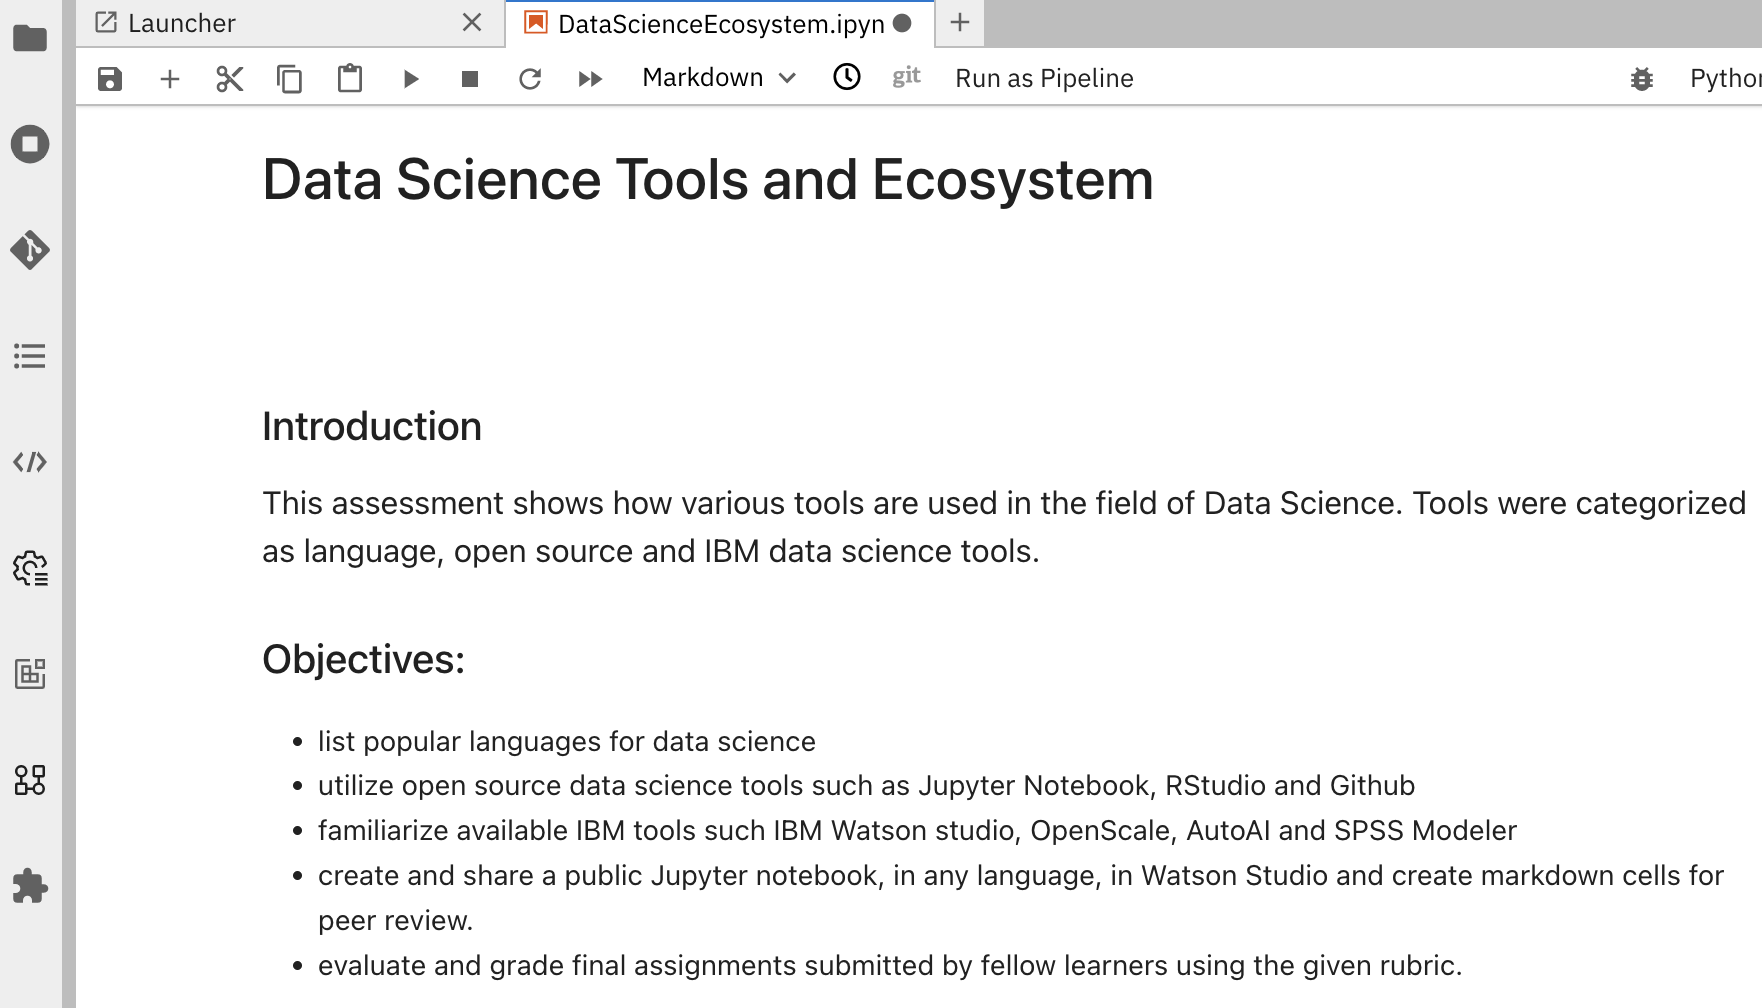 Launcher
DataScienceEcosystem.ipyn
Markdown
git
Run as Pipeline
Pytho
Data Science Tools and Ecosystem
Introduction
This assessment shows how various tools are used in the field of Data Science. Tools were categorized
as language, open source and IBM data science tools.
Objectives:
• list popular languages for data science
• utilize open source data science tools such as Jupyter Notebook, RStudio and Github
• familiarize available IBM tools such IBM Watson studio, OpenScale, AutoAI and SPSS Modeler
• create and share a public Jupyter notebook, in any language, in Watson Studio and create markdown cells for
peer review.
• evaluate and grade final assignments submitted by fellow learners using the given rubric.